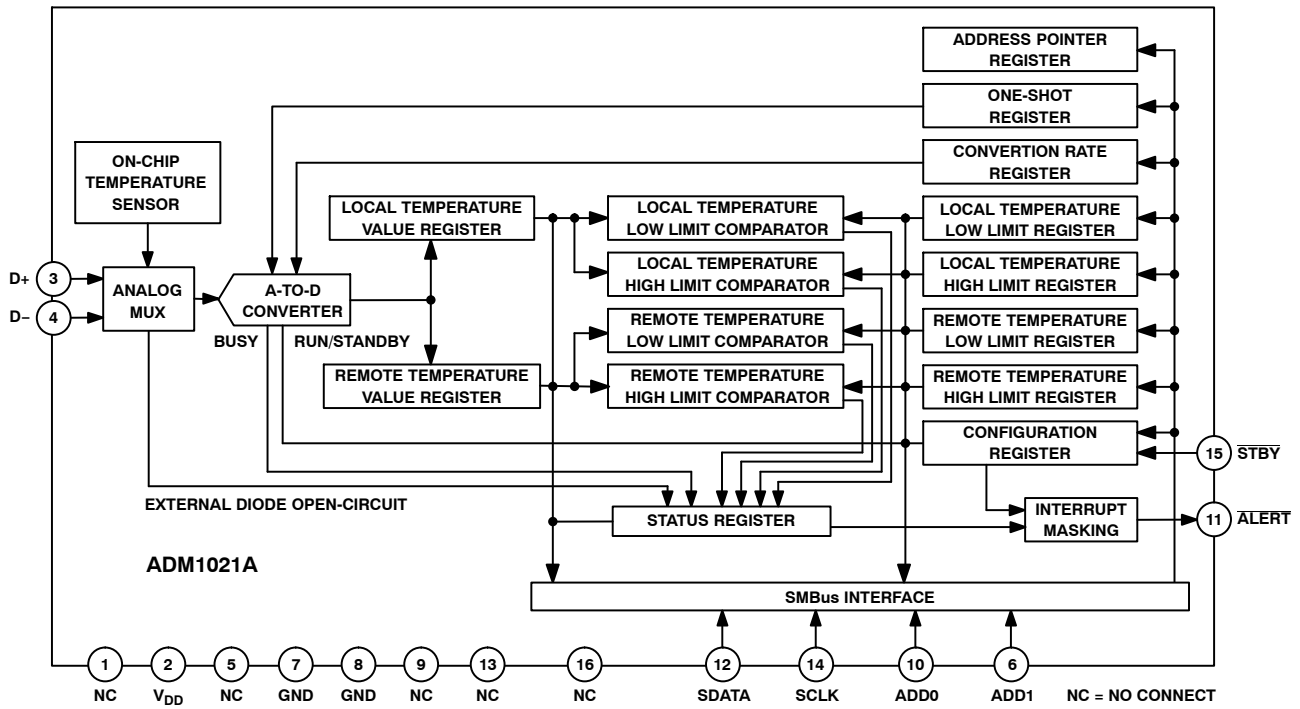 ADDRESS POINTER
REGISTER
ONE-SHOT
REGISTER
ON-CHIP
TEMPERATURE
SENSOR
CONVERTION RATE
REGISTER
LOCAL TEMPERATURE
VALUE REGISTER
LOCAL TEMPERATURE
LOW LIMIT COMPARATOR
LOCAL TEMPERATURE
LOW LIMIT REGISTER
D+ 3
D− 4
ANALOG
MUX
A-TO-D
CONVERTER
LOCAL TEMPERATURE
HIGH LIMIT COMPARATOR
LOCAL TEMPERATURE
HIGH LIMIT REGISTER
BUSY RUN/STANDBY
REMOTE TEMPERATURE
LOW LIMIT COMPARATOR
REMOTE TEMPERATURE
LOW LIMIT REGISTER
REMOTE TEMPERATURE
VALUE REGISTER
REMOTE TEMPERATURE
HIGH LIMIT COMPARATOR
REMOTE TEMPERATURE
HIGH LIMIT REGISTER
CONFIGURATION
REGISTER
15 STBY
EXTERNAL DIODE OPEN-CIRCUIT
STATUS REGISTER
INTERRUPT
MASKING
11 ALERT
ADM1021A
SMBus INTERFACE
1 2 5 7 8 9 13 16 12 14 10 6
NC VDD NC GND GND NC NC NC SDATA SCLK ADD0 ADD1 NC = NO CONNECT